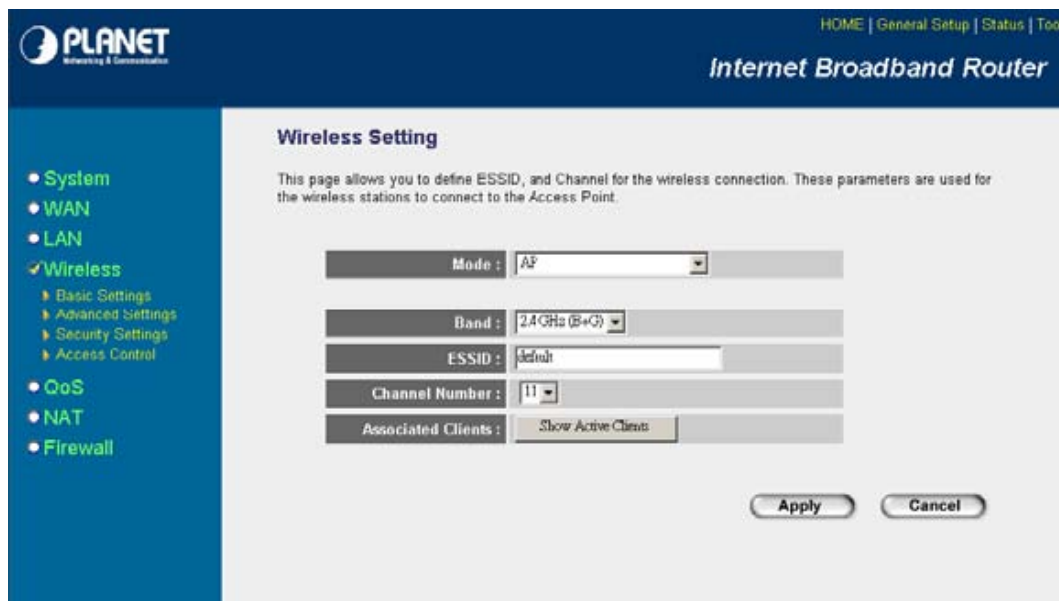 PLANET
Networking & Communication
HOME | General Setup | Status | Too
Internet Broadband Router
System
WAN
LAN
Wireless
Basic Settings
Advanced Settings
Security Settings
Access Control
QoS
NAT
Firewall
Wireless Setting
This page allows you to define ESSID, and Channel for the wireless connection. These parameters are used for
the wireless stations to connect to the Access Point.
Mode : AP
Band : 2.4 GHz (B+G)
ESSID : default
Channel Number : 11
Associated Clients : Show Active Clients
Apply Cancel